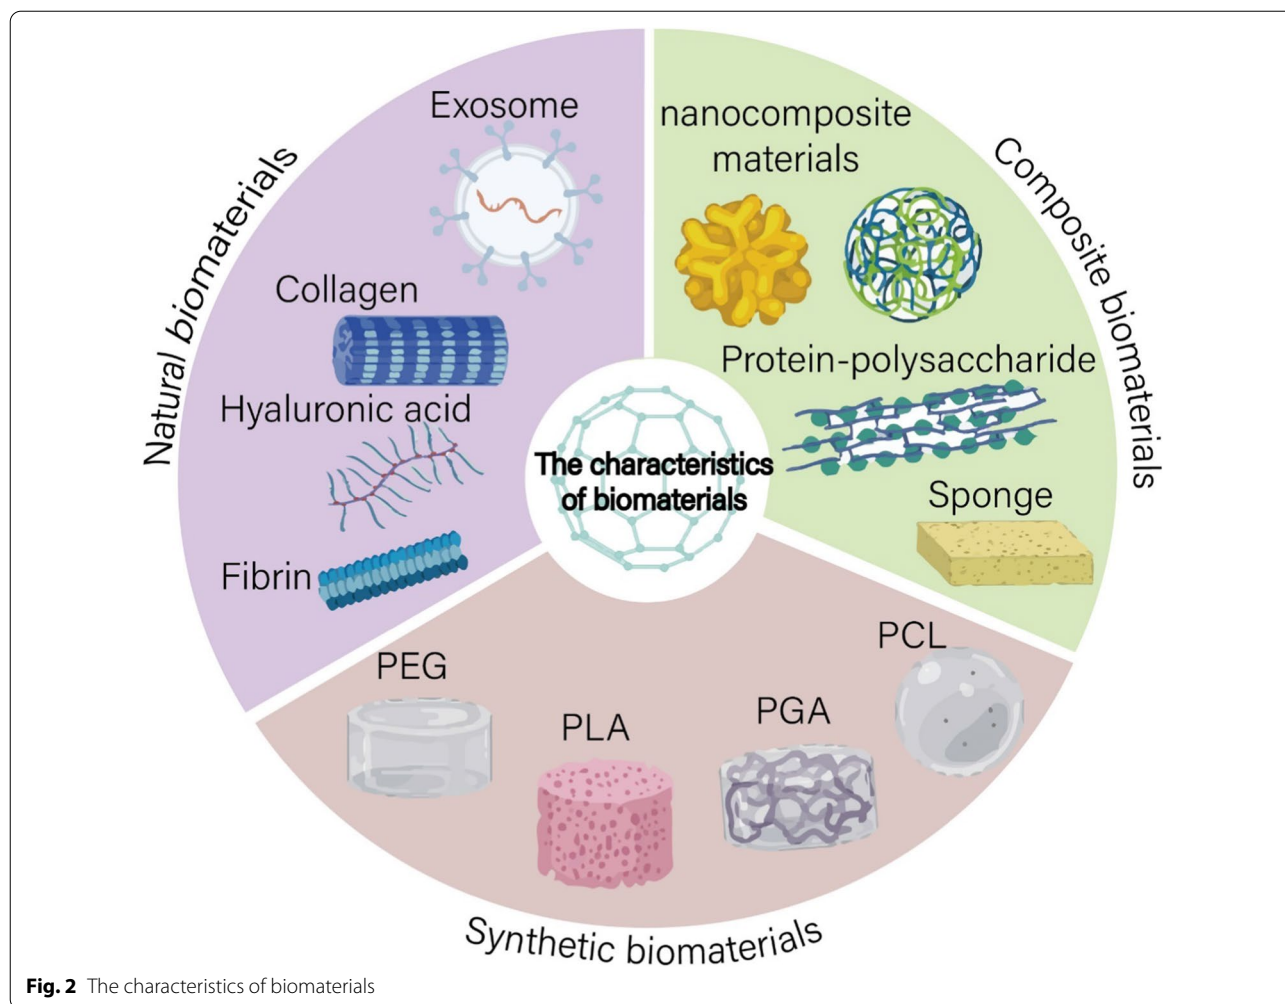 Natural biomaterials
Exosome
Collagen
Hyaluronic acid
Fibrin
nanocomposite
materials
Composite biomaterials
Protein-polysaccharide
Sponge
The characteristics
of biomaterials
PEG
PLA
PGA
PCL
Synthetic biomaterials
Fig. 2 The characteristics of biomaterials